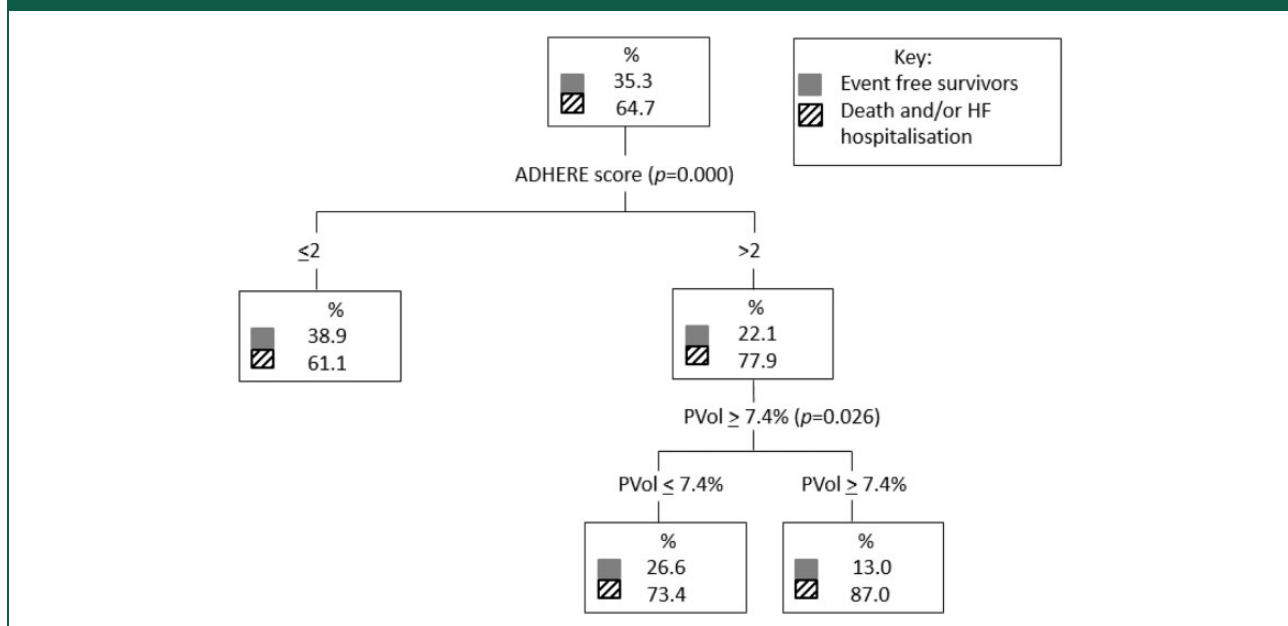 %
35.3
64.7
Key:
Event free survivors
Death and/or HF
hospitalisation
ADHERE score (p=0.000)
≤2
>2
%
38.9
61.1
%
22.1
77.9
PVol ≥ 7.4% (p=0.026)
PVol ≤ 7.4%
PVol ≥ 7.4%
%
26.6
73.4
%
13.0
87.0